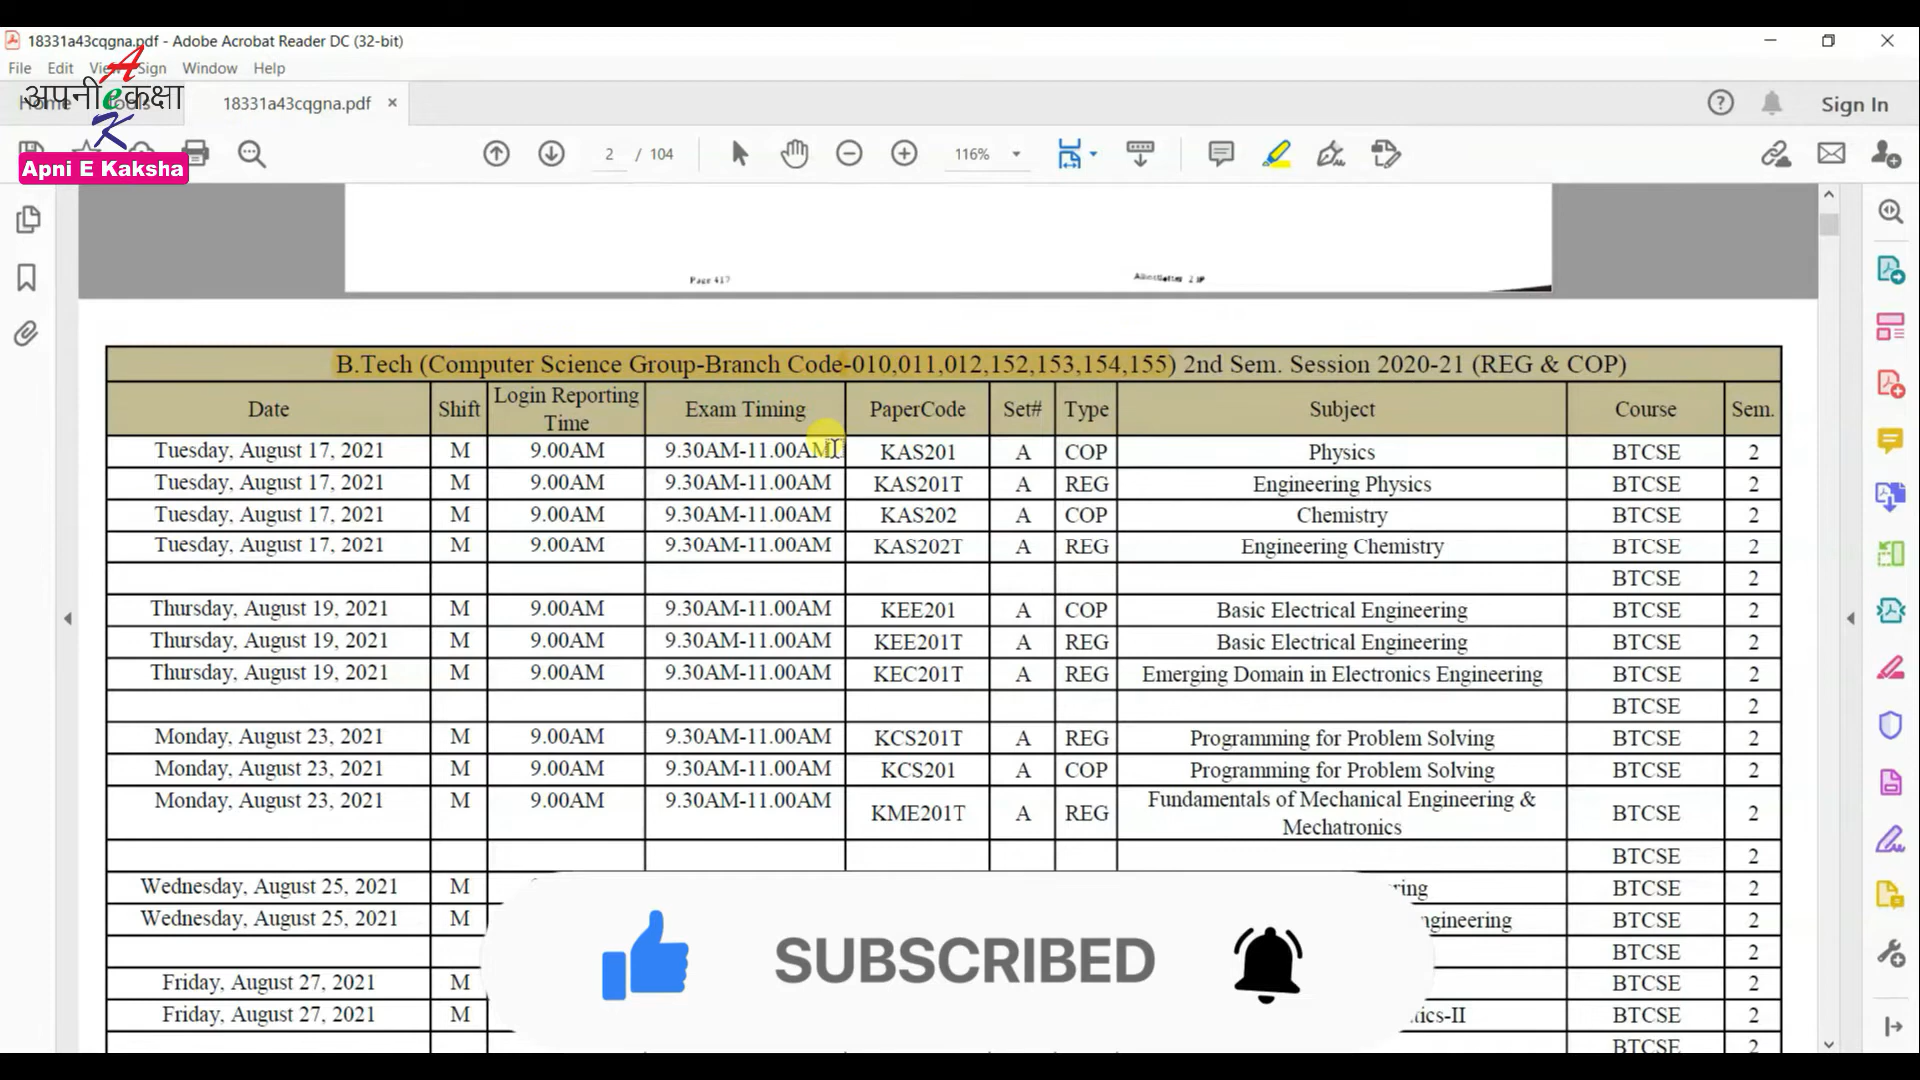 18331a43cqgna.pdf - Adobe Acrobat Reader DC (32-bit)
File Edit View Sign Window Help
अपनी e कक्षा
A
K
Apni E Kaksha
Home Tools 18331a43cqgna.pdf × Sign In
2 / 104 116%
Page 417
B.Tech (Computer Science Group-Branch Code-010,011,012,152,153,154,155) 2nd Sem. Session 2020-21 (REG & COP)
Date Shift Login Reporting Time Exam Timing PaperCode Set# Type Subject Course Sem.
Tuesday, August 17, 2021 M 9.00AM 9.30AM-11.00AM KAS201 A COP Physics BTCSE 2
Tuesday, August 17, 2021 M 9.00AM 9.30AM-11.00AM KAS201T A REG Engineering Physics BTCSE 2
Tuesday, August 17, 2021 M 9.00AM 9.30AM-11.00AM KAS202 A COP Chemistry BTCSE 2
Tuesday, August 17, 2021 M 9.00AM 9.30AM-11.00AM KAS202T A REG Engineering Chemistry BTCSE 2
BTCSE 2
Thursday, August 19, 2021 M 9.00AM 9.30AM-11.00AM KEE201 A COP Basic Electrical Engineering BTCSE 2
Thursday, August 19, 2021 M 9.00AM 9.30AM-11.00AM KEE201T A REG Basic Electrical Engineering BTCSE 2
Thursday, August 19, 2021 M 9.00AM 9.30AM-11.00AM KEC201T A REG Emerging Domain in Electronics Engineering BTCSE 2
BTCSE 2
Monday, August 23, 2021 M 9.00AM 9.30AM-11.00AM KCS201T A REG Programming for Problem Solving BTCSE 2
Monday, August 23, 2021 M 9.00AM 9.30AM-11.00AM KCS201 A COP Programming for Problem Solving BTCSE 2
Monday, August 23, 2021 M 9.00AM 9.30AM-11.00AM KME201T A REG Fundamentals of Mechanical Engineering & Mechatronics BTCSE 2
BTCSE 2
Wednesday, August 25, 2021 M ring BTCSE 2
Wednesday, August 25, 2021 M ngineering BTCSE 2
BTCSE 2
Friday, August 27, 2021 M BTCSE 2
Friday, August 27, 2021 M tics-II BTCSE 2
BTCSE 2
SUBSCRIBED